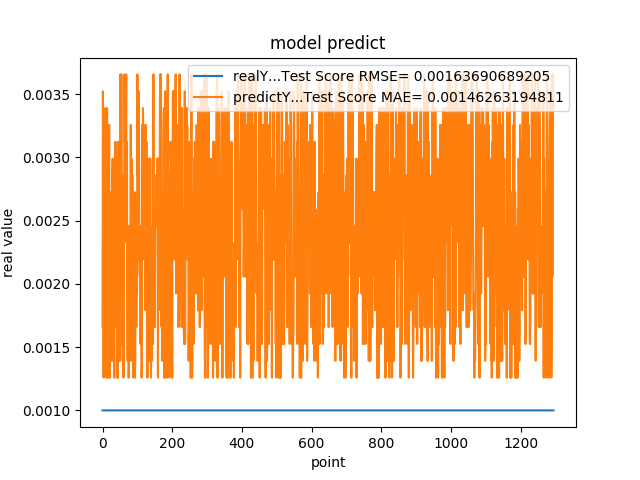 model predict
realY...Test Score RMSE= 0.00163690689205
predictY...Test Score MAE= 0.00146263194811
0.0035
0.0030
0.0025
0.0020
0.0015
0.0010
real value
0 200 400 600 800 1000 1200
point